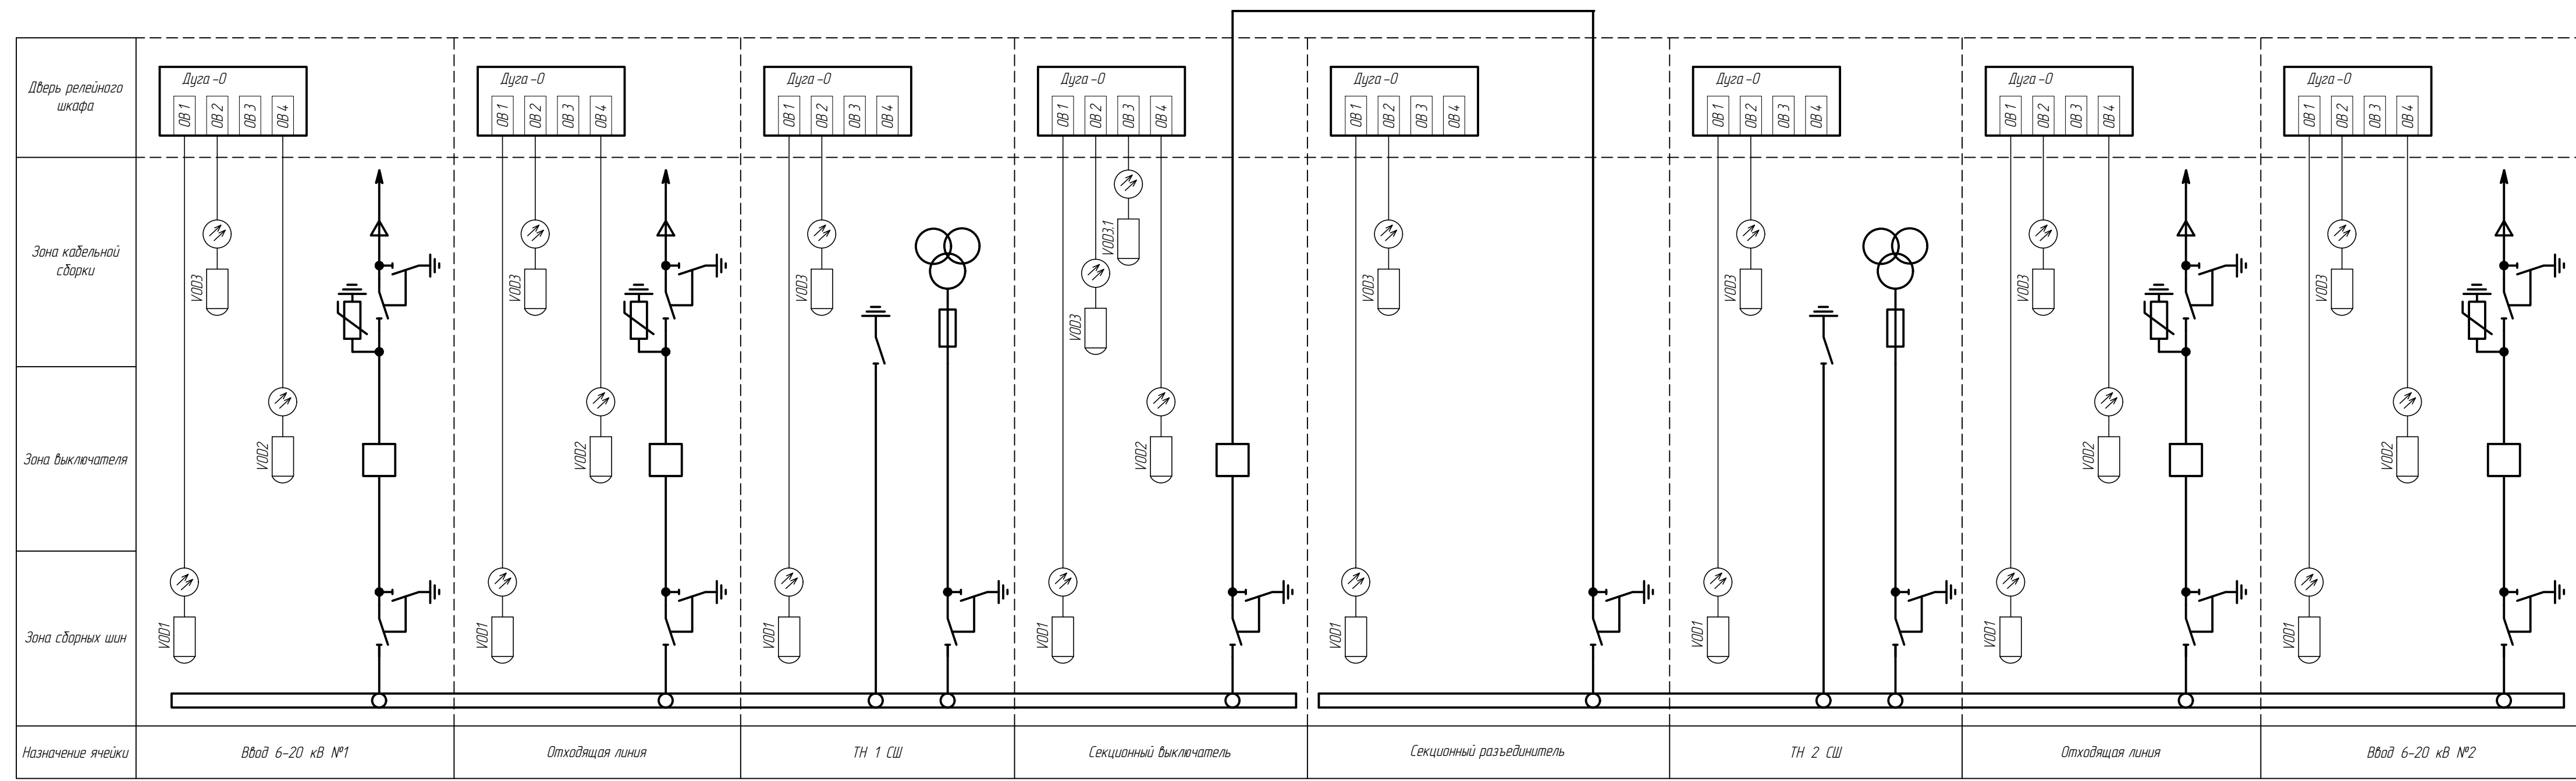 Дверь релейного
шкафа
Дуга-О
ОВ 1
ОВ 2
ОВ 3
ОВ 4
Дуга-О
ОВ 1
ОВ 2
ОВ 3
ОВ 4
Дуга-О
ОВ 1
ОВ 2
ОВ 3
ОВ 4
Дуга-О
ОВ 1
ОВ 2
ОВ 3
ОВ 4
Дуга-О
ОВ 1
ОВ 2
ОВ 3
ОВ 4
Дуга-О
ОВ 1
ОВ 2
ОВ 3
ОВ 4
Дуга-О
ОВ 1
ОВ 2
ОВ 3
ОВ 4
Дуга-О
ОВ 1
ОВ 2
ОВ 3
ОВ 4
Зона кабельной
сборки
VOD3
VOD3
VOD3
VOD3
VOD3.1
VOD3
VOD3
VOD3
VOD3
Зона выключателя
VOD2
VOD2
VOD2
VOD2
VOD2
Зона сборных шин
VOD1
VOD1
VOD1
VOD1
VOD1
VOD1
VOD1
VOD1
Назначение ячейки
Ввод 6-20 кВ №1
Отходящая линия
ТН 1 СШ
Секционный выключатель
Секционный разъединитель
ТН 2 СШ
Отходящая линия
Ввод 6-20 кВ №2